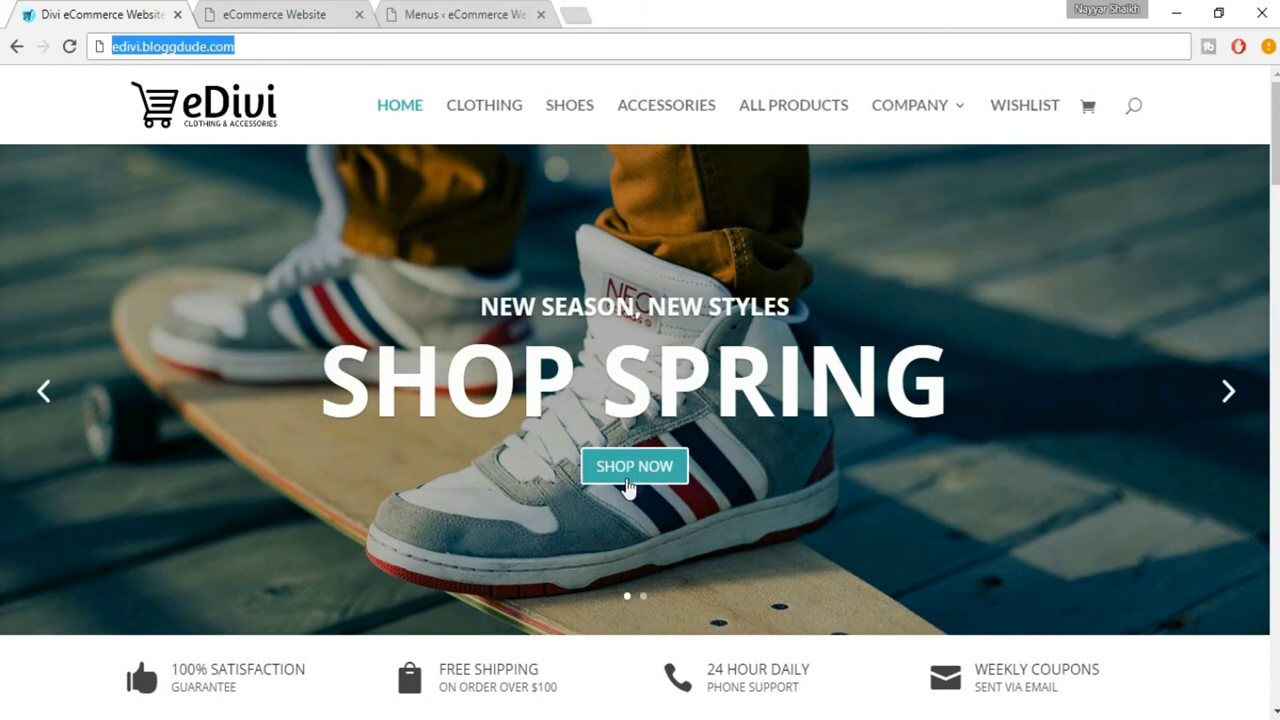 Divi eCommerce Website
eCommerce Website
Menus ‹ eCommerce We
Nayyar Shaikh
edivi.bloggdude.com
eDivi
CLOTHING & ACCESSORIES
HOME
CLOTHING
SHOES
ACCESSORIES
ALL PRODUCTS
COMPANY
WISHLIST
NEO
NEW SEASON, NEW STYLES
SHOP SPRING
SHOP NOW
100% SATISFACTION
GUARANTEE
FREE SHIPPING
ON ORDER OVER $100
24 HOUR DAILY
PHONE SUPPORT
WEEKLY COUPONS
SENT VIA EMAIL